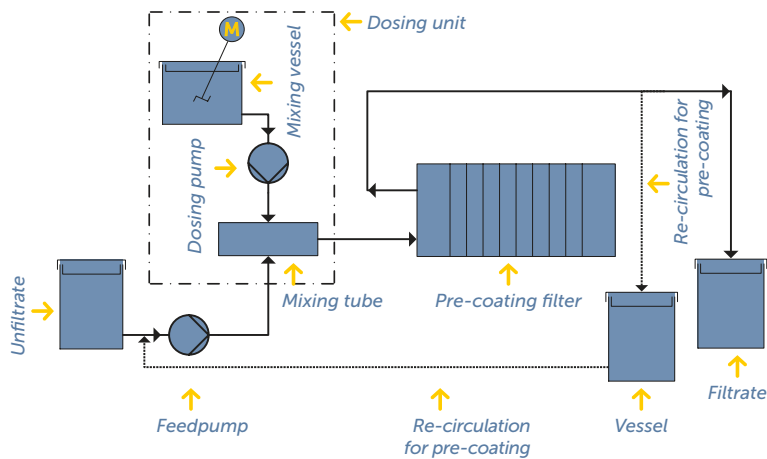 M
Dosing unit
Mixing vessel
Dosing pump
Re-circulation for
pre-coating
Unfiltrate
Mixing tube
Pre-coating filter
Filtrate
Feedpump
Re-circulation
for pre-coating
Vessel